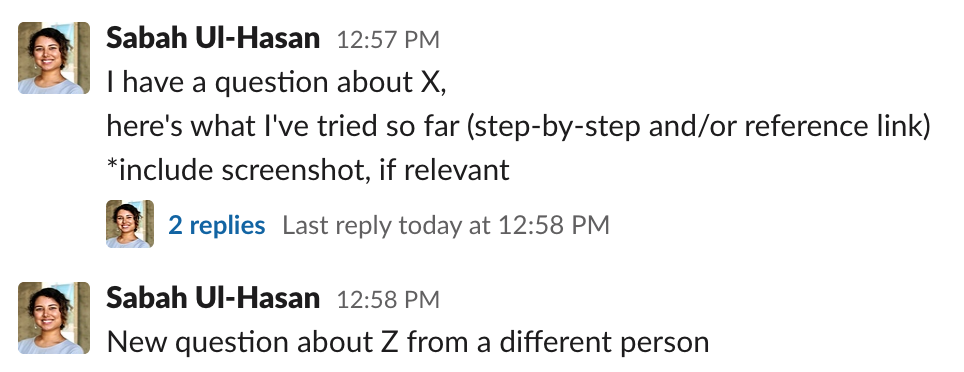 Sabah Ul-Hasan 12:57 PM
I have a question about X,
here's what I've tried so far (step-by-step and/or reference link)
*include screenshot, if relevant
2 replies Last reply today at 12:58 PM
Sabah Ul-Hasan 12:58 PM
New question about Z from a different person